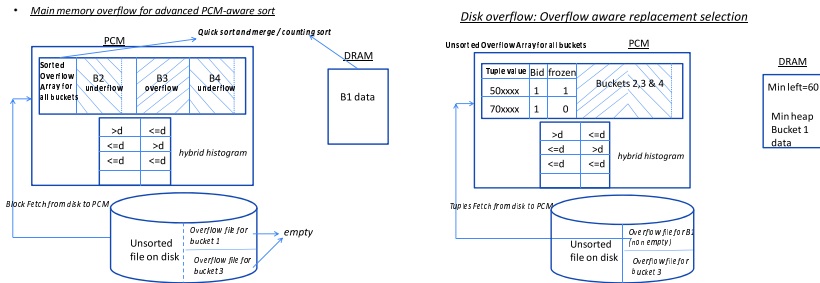 • Main memory overflow for advanced PCM-aware sort
Quick sort and merge / counting sort
PCM
DRAM
Sorted
Overflow
Array for
all buckets
B2
underflow
B3
overflow
B4
underflow
B1 data
>d <=d
<=d >d
<=d <=d
hybrid histogram
Block Fetch from disk to PCM
Unsorted
file on disk
Overflow file for
bucket 1
Overflow file for
bucket 3
empty
Disk overflow: Overflow aware replacement selection
Unsorted Overflow Array for all buckets
PCM
DRAM
Tuple value Bid frozen
50xxxx 1 1
70xxxx 1 0
Buckets 2,3 & 4
Min left=60
Min heap
Bucket 1
data
>d <=d
<=d >d
<=d <=d
hybrid histogram
Tuples Fetch from disk to PCM
Unsorted
file on disk
Overflow file for B1
(non empty)
Overflow file for
bucket 3